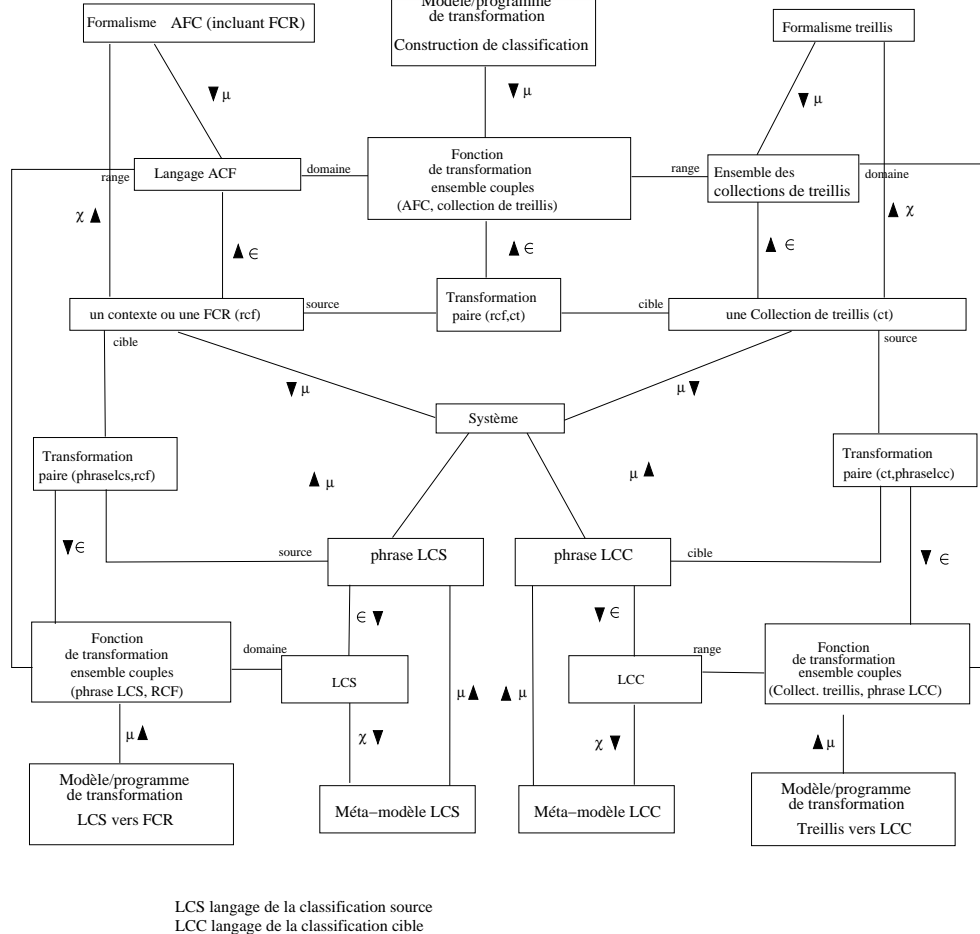 Modèle/programme
de transformation
Construction de classification
Formalisme AFC (incluant FCR)
Formalisme treillis
▼ μ
▼ μ
▼ μ
Langage ACF
range
domaine
Fonction
de transformation
ensemble couples
(AFC, collection de treillis)
range
Ensemble des
collections de treillis
domaine
χ ▲
▲ ∈
▲ ∈
▲ ∈
▲ χ
un contexte ou une FCR (rcf)
source
Transformation
paire (rcf,ct)
cible
une Collection de treillis (ct)
cible
source
▼ μ
μ ▼
Système
Transformation
paire (phraselcs,rcf)
▲ μ
μ ▲
Transformation
paire (ct,phraselcc)
▼ ∈
source
phrase LCS
phrase LCC
cible
▼ ∈
∈ ▼
▼ ∈
Fonction
de transformation
ensemble couples
(phrase LCS, RCF)
domaine
LCS
LCC
range
Fonction
de transformation
ensemble couples
(Collect. treillis, phrase LCC)
μ ▲
▲ μ
μ ▲
χ ▼
χ ▼
▲ μ
Modèle/programme
de transformation
LCS vers FCR
Méta−modèle LCS
Méta−modèle LCC
Modèle/programme
de transformation
Treillis vers LCC
LCS langage de la classification source
LCC langage de la classification cible